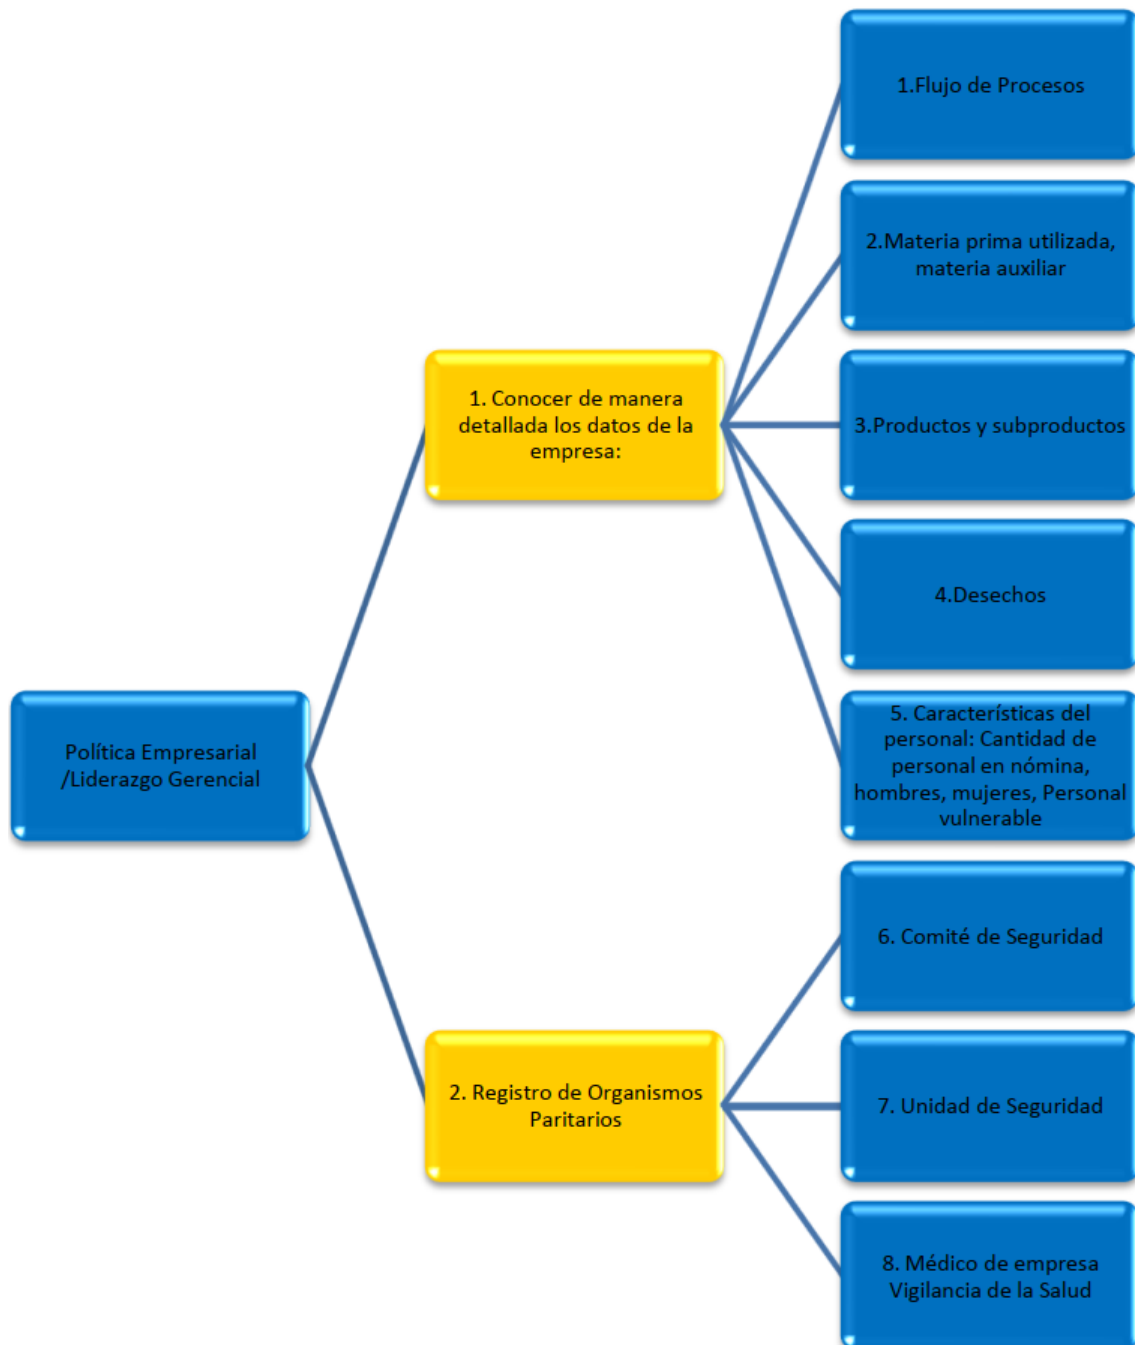 1.Flujo de Procesos
2.Materia prima utilizada,
materia auxiliar
1. Conocer de manera
detallada los datos de la
empresa:
3.Productos y subproductos
4.Desechos
Política Empresarial
/Liderazgo Gerencial
5. Características del
personal: Cantidad de
personal en nómina,
hombres, mujeres, Personal
vulnerable
6. Comité de Seguridad
2. Registro de Organismos
Paritarios
7. Unidad de Seguridad
8. Médico de empresa
Vigilancia de la Salud